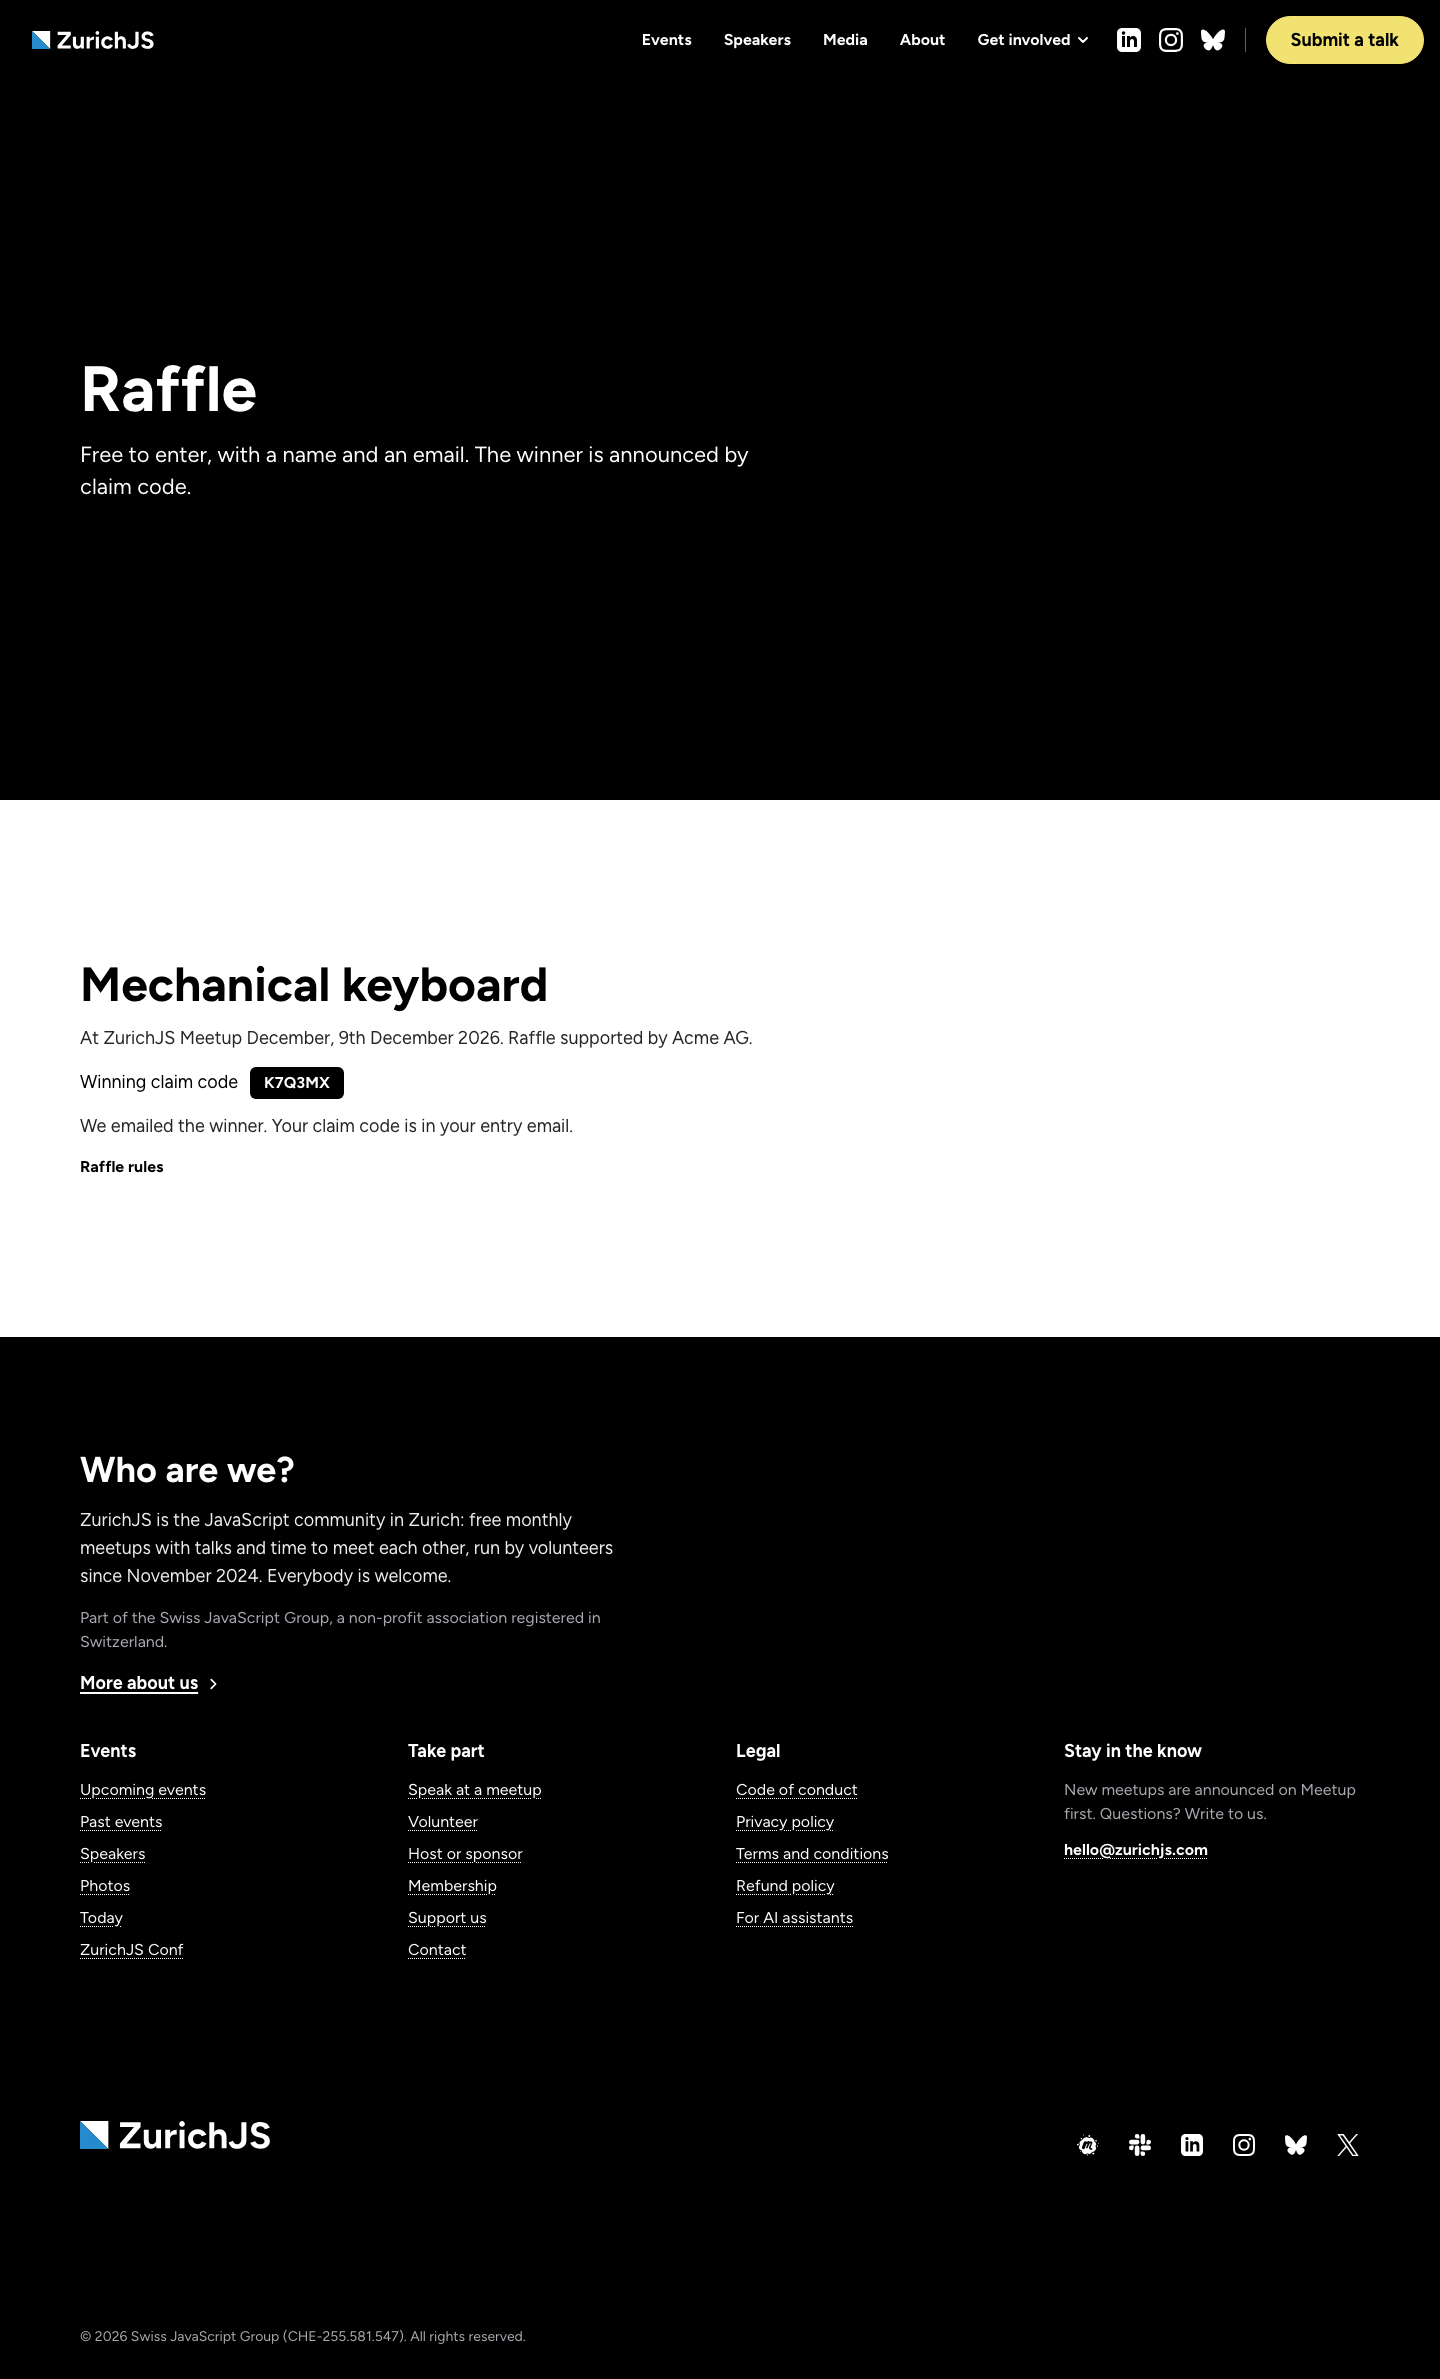 ZurichJS
Events
Speakers
Media
About
Get involved
Submit a talk
Raffle
Free to enter, with a name and an email. The winner is announced by
claim code.
Mechanical keyboard
At ZurichJS Meetup December, 9th December 2026. Raffle supported by Acme AG.
Winning claim code K7Q3MX
We emailed the winner. Your claim code is in your entry email.
Raffle rules
Who are we?
ZurichJS is the JavaScript community in Zurich: free monthly
meetups with talks and time to meet each other, run by volunteers
since November 2024. Everybody is welcome.
Part of the Swiss JavaScript Group, a non-profit association registered in
Switzerland.
More about us
Events
Upcoming events
Past events
Speakers
Photos
Today
ZurichJS Conf
Take part
Speak at a meetup
Volunteer
Host or sponsor
Membership
Support us
Contact
Legal
Code of conduct
Privacy policy
Terms and conditions
Refund policy
For AI assistants
Stay in the know
New meetups are announced on Meetup
first. Questions? Write to us.
hello@zurichjs.com
ZurichJS
© 2026 Swiss JavaScript Group (CHE-255.581.547). All rights reserved.